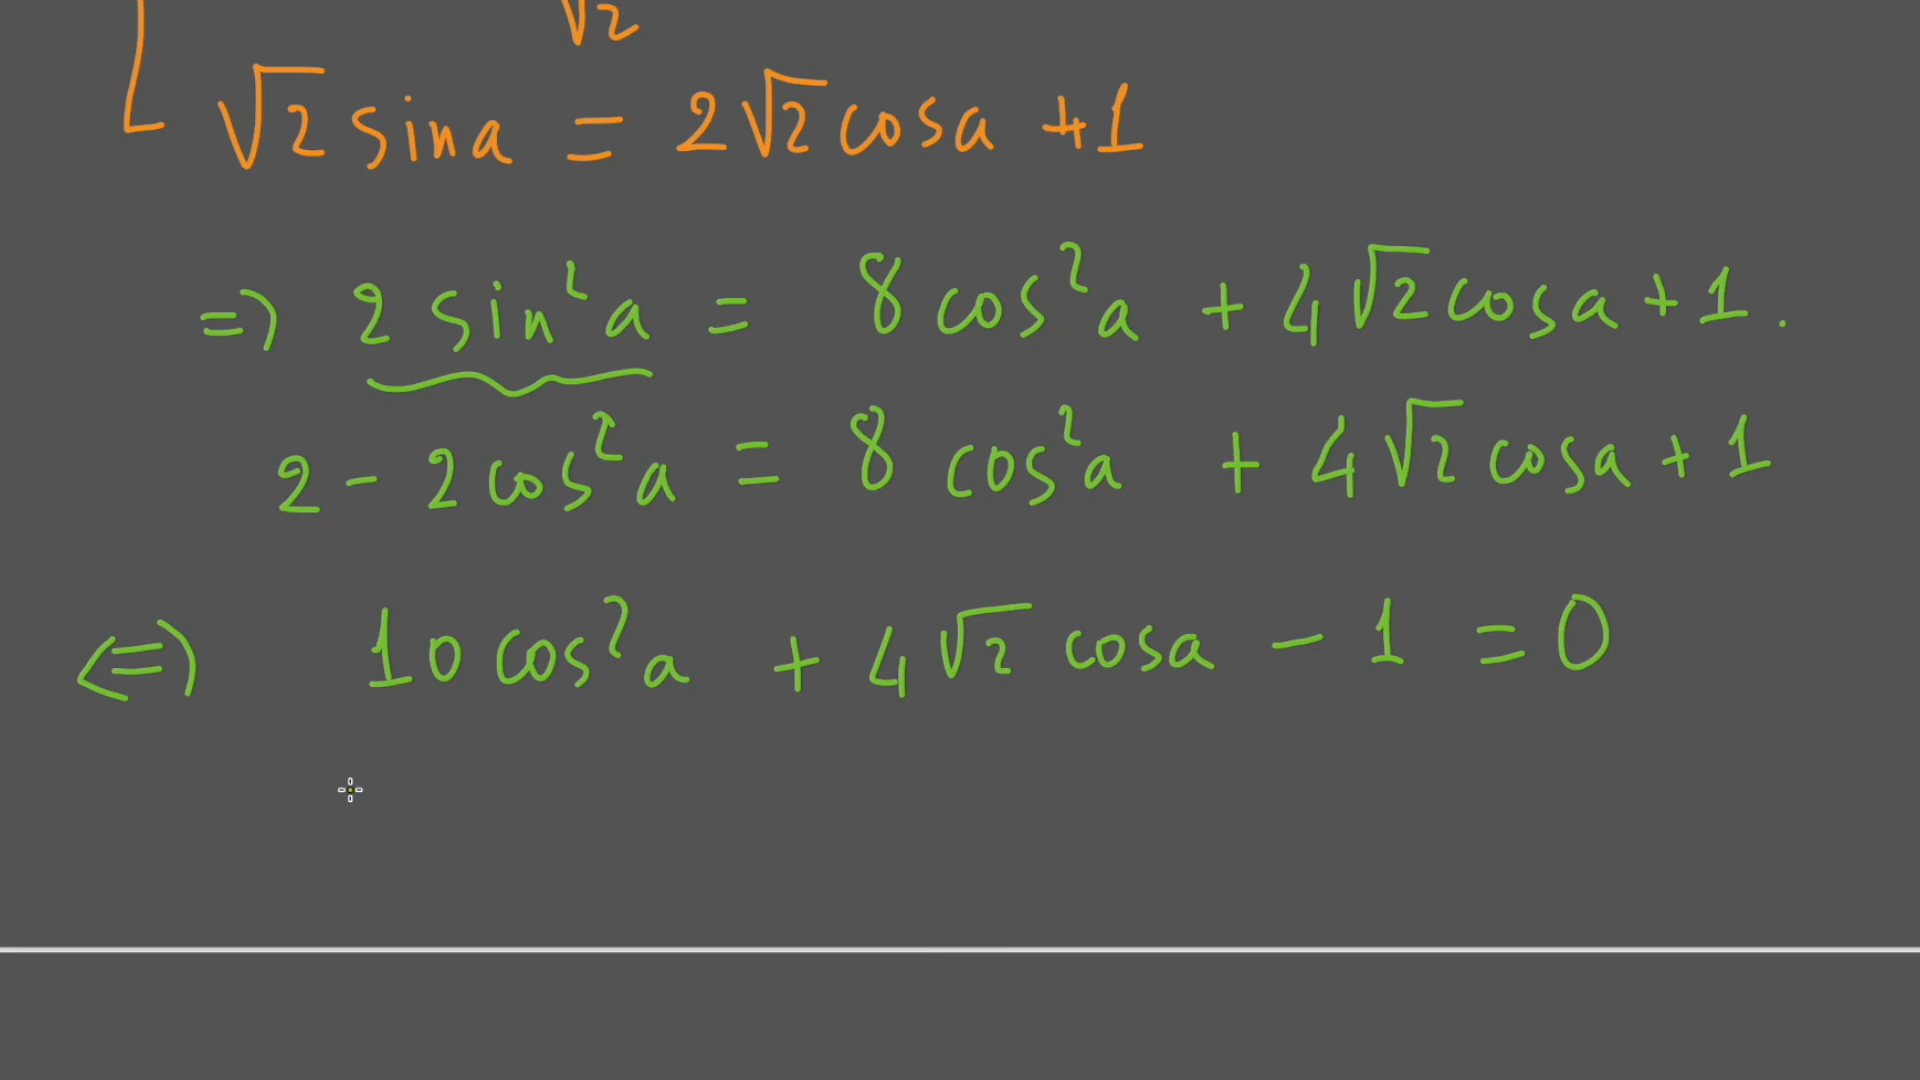 √2
√2 sina = 2√2 cosa + 1
=> 2 sin²a = 8 cos²a + 4√2 cosa + 1.
2 - 2 cos²a = 8 cos²a + 4√2 cosa + 1
<=> 10 cos²a + 4√2 cosa - 1 = 0